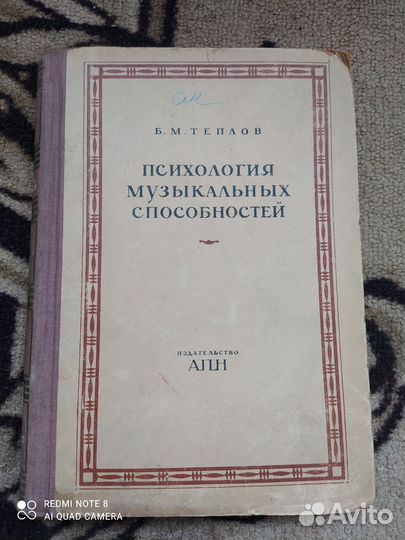 Б. М. ТЕПЛОВ
ПСИХОЛОГИЯ
МУЗЫКАЛЬНЫХ
СПОСОБНОСТЕЙ
ИЗДАТЕЛЬСТВО
АПН
REDMI NOTE 8
AI QUAD CAMERA
Avito